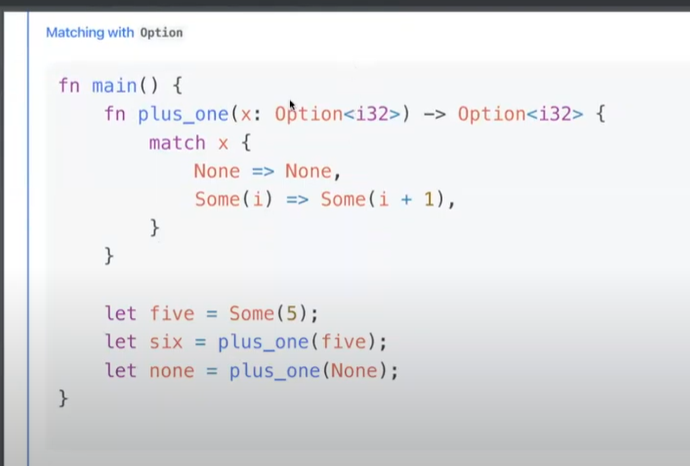 Matching with Option
fn main() {
    fn plus_one(x: Option<i32>) -> Option<i32> {
        match x {
            None => None,
            Some(i) => Some(i + 1),
        }
    }

    let five = Some(5);
    let six = plus_one(five);
    let none = plus_one(None);
}